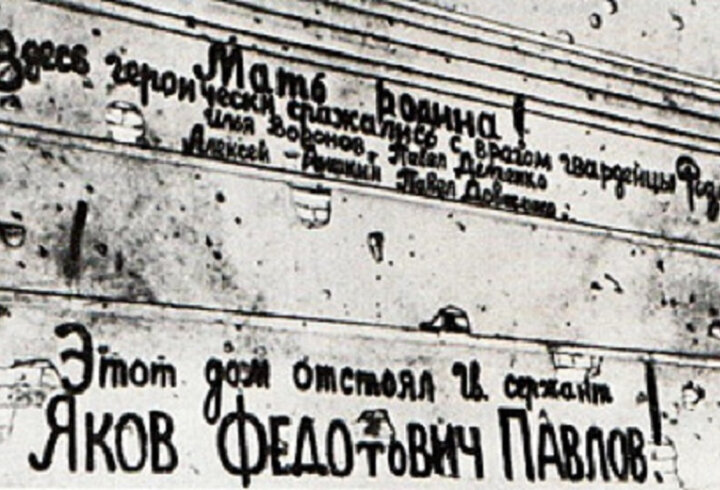 Мать Родина!
Здесь героически сражались с врагом гвардейцы
Илья Воронов, Павел Демченко
Алексей Павел Довженко.
Этот дом отстоял гв. сержант
Яков Федотович Павлов!